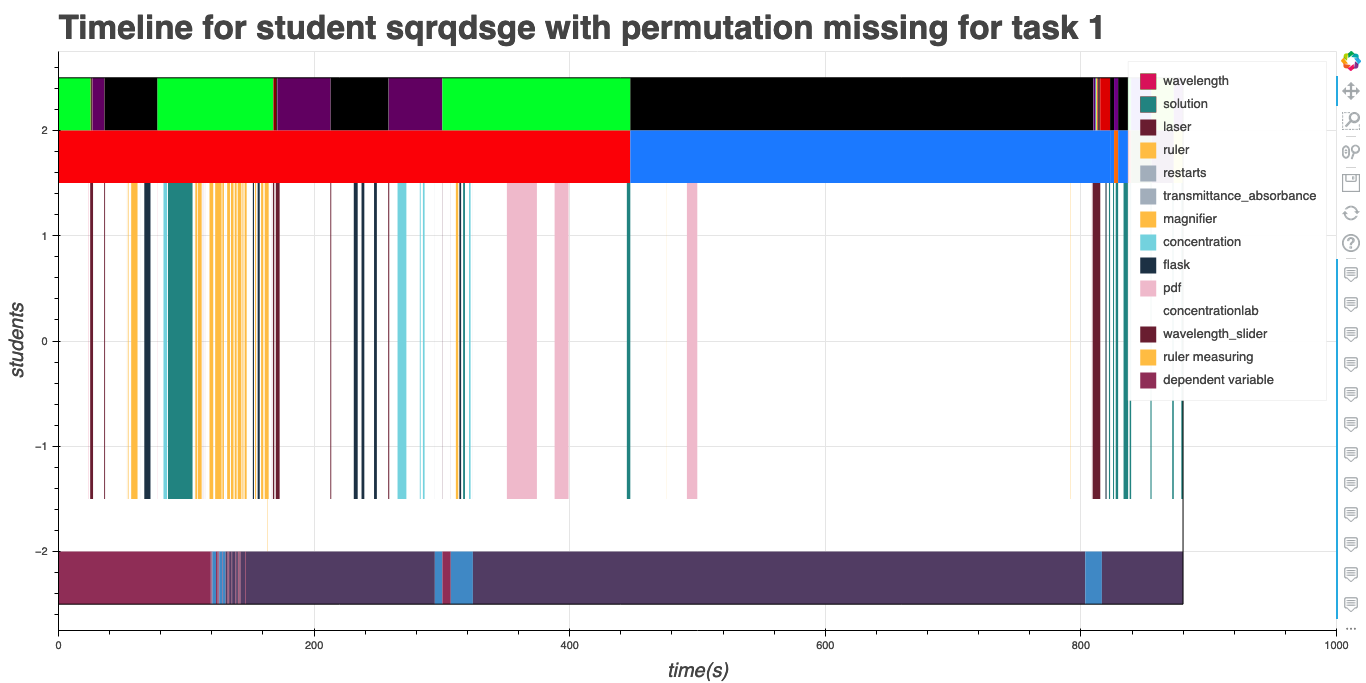 Timeline for student sqrqdsge with permutation missing for task 1
wavelength
solution
laser
ruler
restarts
transmittance_absorbance
magnifier
concentration
flask
pdf
concentrationlab
wavelength_slider
ruler measuring
dependent variable
2
1
0
−1
−2
students
0 200 400 600 800 1000
time(s)